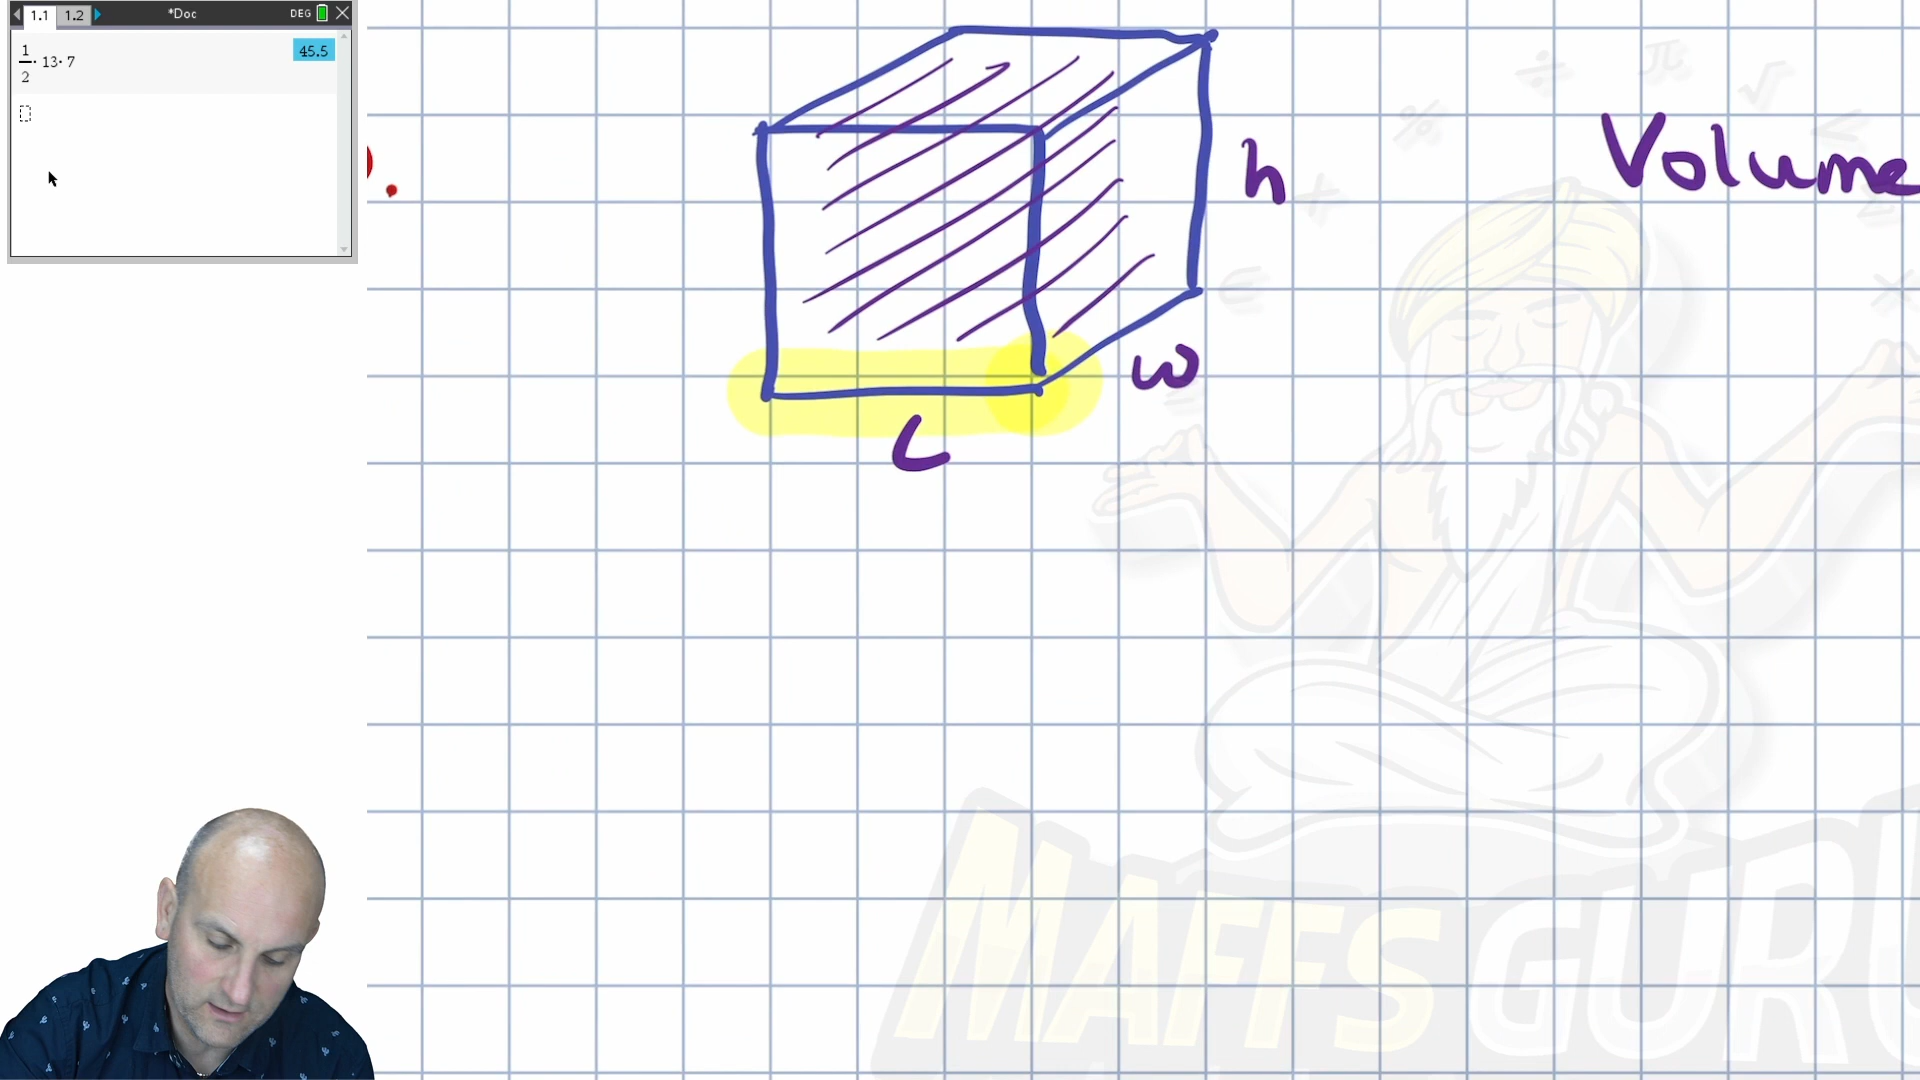 1.1 1.2 *Doc DEG
1/2 · 13 · 7 45.5
Volume
h
w
L
MAFFS GURU